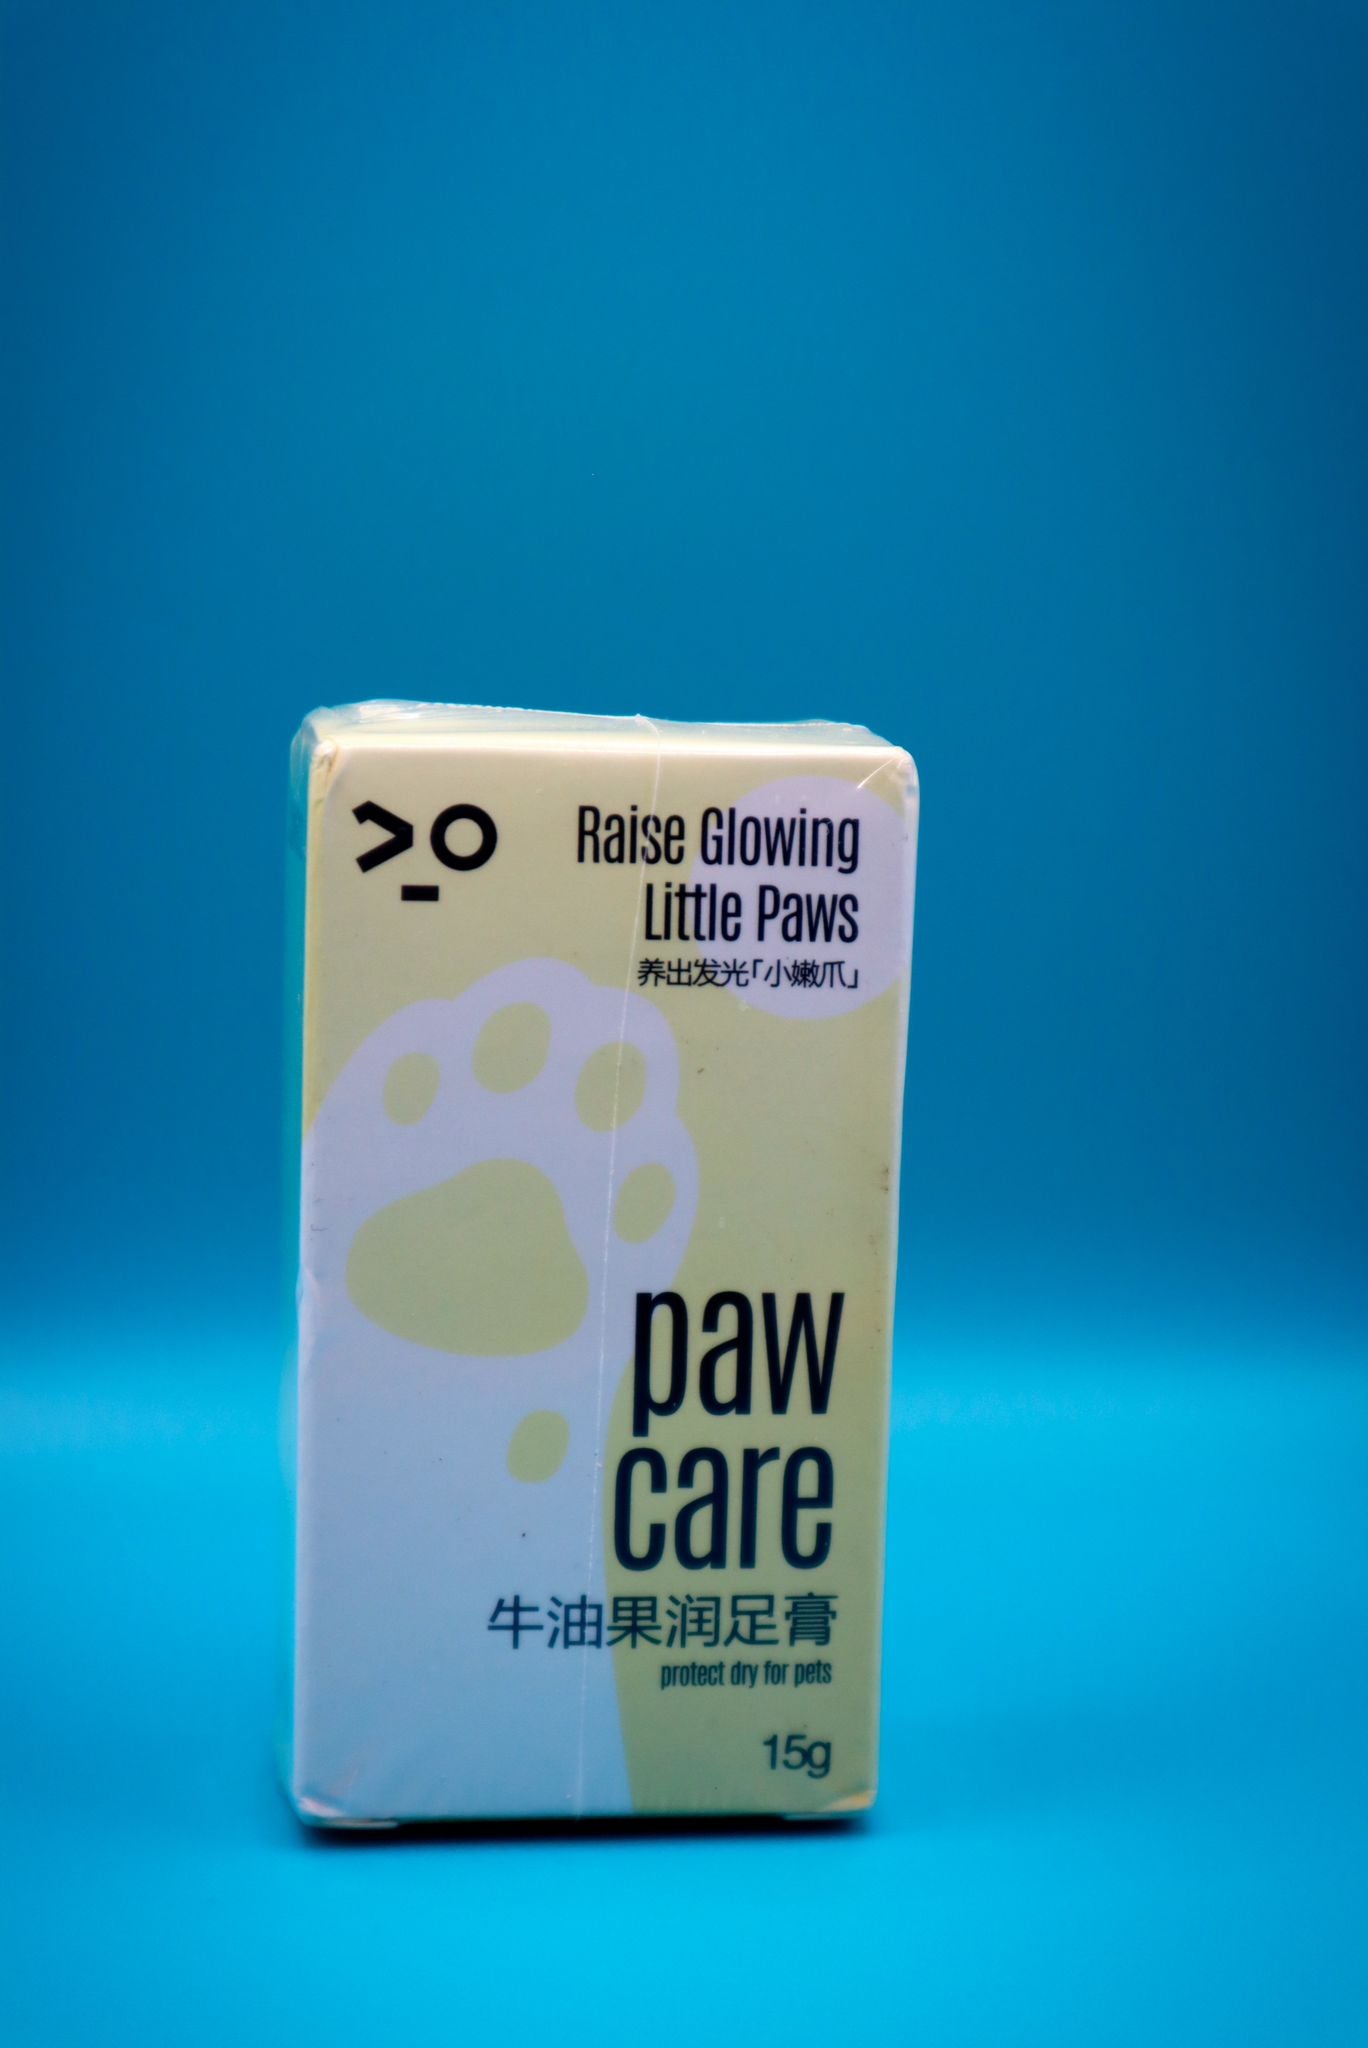 Raise Glowing
Little Paws
养出发光「小嫩爪」
paw
care
牛油果润足膏
protect dry for pets
15g